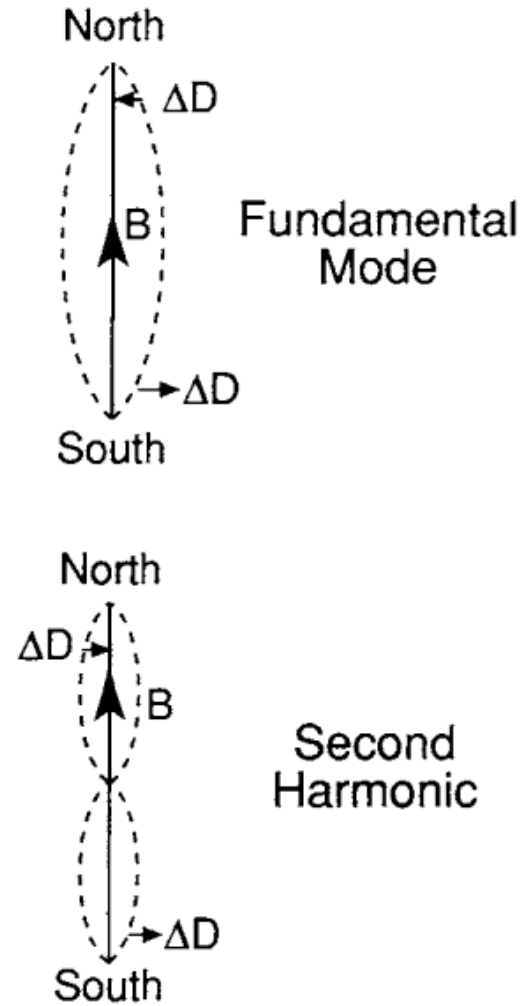 North
ΔD
B
Fundamental
Mode
ΔD
South
North
ΔD
B
Second
Harmonic
ΔD
South